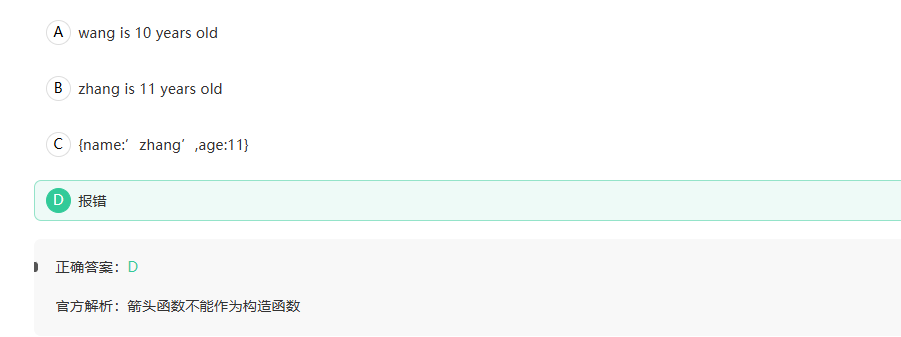 A wang is 10 years old
B zhang is 11 years old
C {name:’zhang’,age:11}
D 报错
正确答案：D
官方解析：箭头函数不能作为构造函数